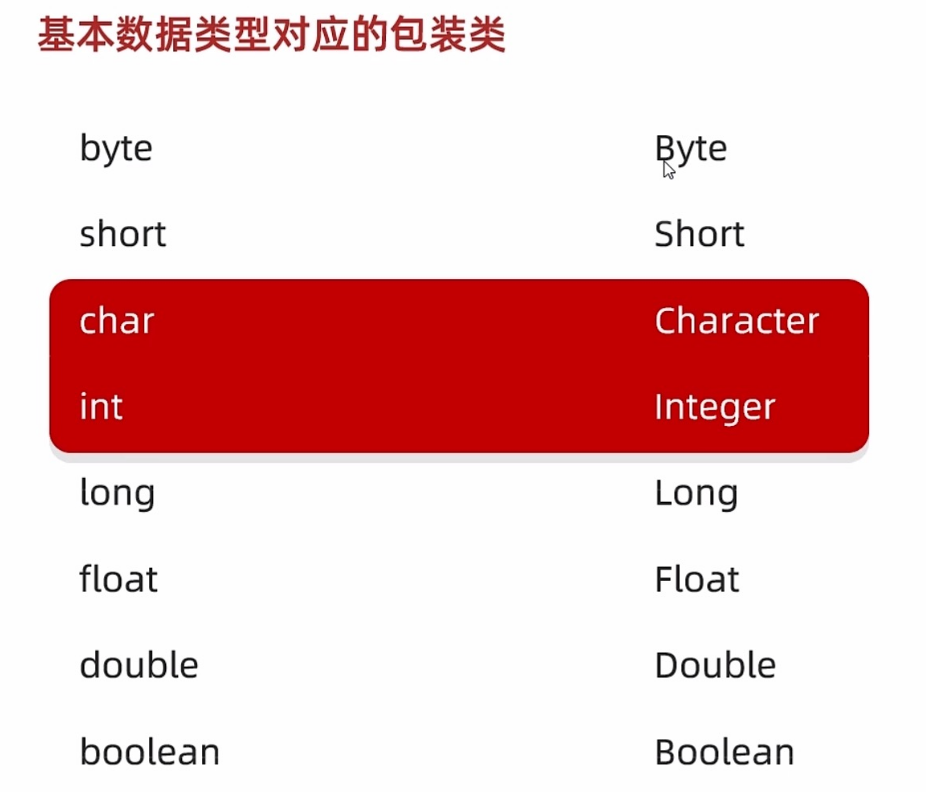 基本数据类型对应的包装类
byte Byte
short Short
char Character
int Integer
long Long
float Float
double Double
boolean Boolean